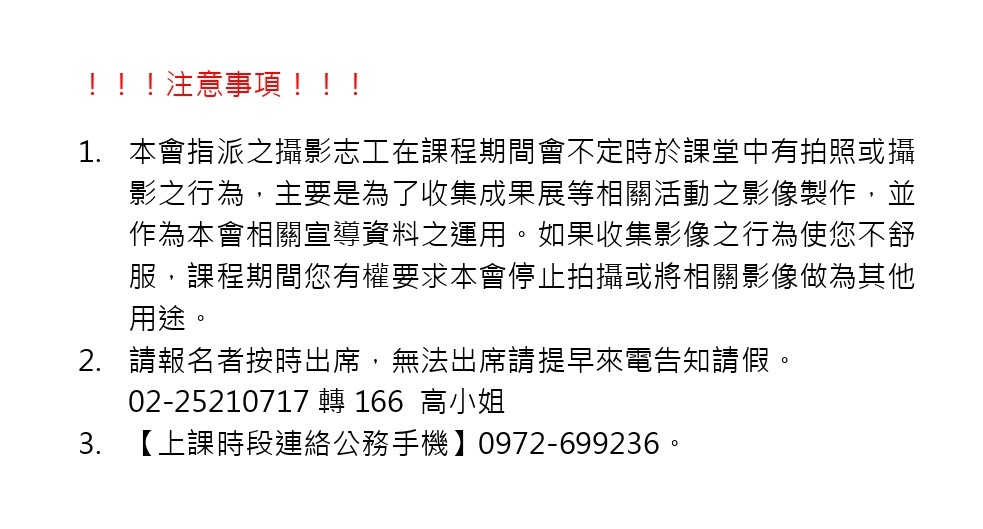 ！！！注意事項！！！
1. 本會指派之攝影志工在課程期間會不定時於課堂中有拍照或攝
影之行為，主要是為了收集成果展等相關活動之影像製作，並
作為本會相關宣導資料之運用。如果收集影像之行為使您不舒
服，課程期間您有權要求本會停止拍攝或將相關影像做為其他
用途。
2. 請報名者按時出席，無法出席請提早來電告知請假。
02-25210717 轉 166 高小姐
3. 【上課時段連絡公務手機】0972-699236。